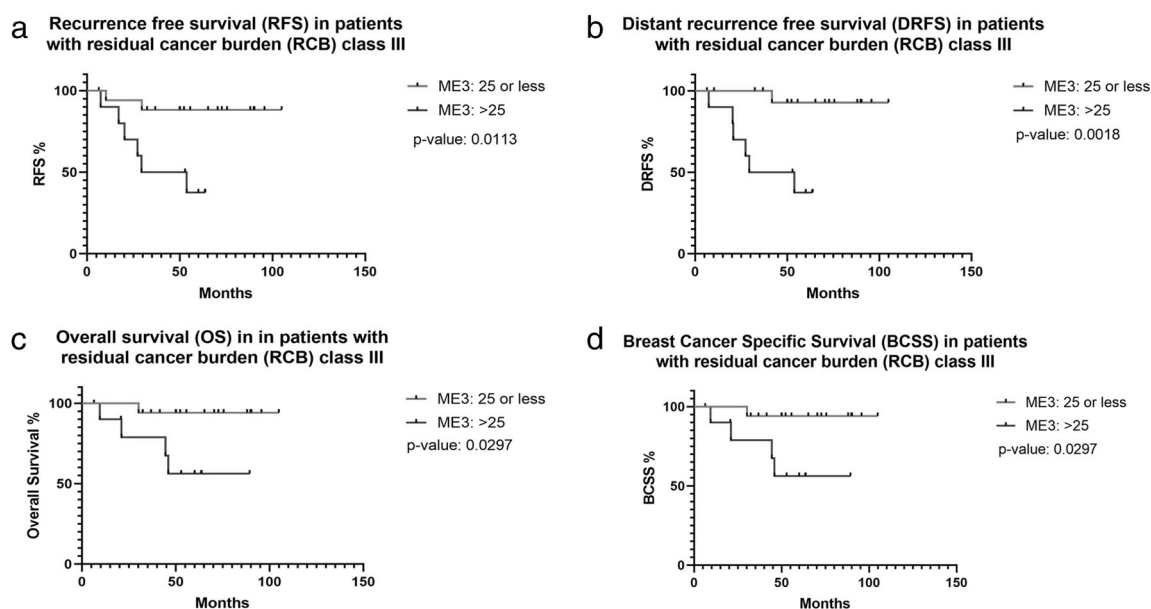 a
Recurrence free survival (RFS) in patients
with residual cancer burden (RCB) class III
100
50
0
RFS %
0
50
100
150
Months
ME3: 25 or less
ME3: >25
p-value: 0.0113
b
Distant recurrence free survival (DRFS) in patients
with residual cancer burden (RCB) class III
100
50
0
DRFS %
0
50
100
150
Months
ME3: 25 or less
ME3: >25
p-value: 0.0018
c
Overall survival (OS) in in patients with
residual cancer burden (RCB) class III
100
50
0
Overall Survival %
0
50
100
150
Months
ME3: 25 or less
ME3: >25
p-value: 0.0297
d
Breast Cancer Specific Survival (BCSS) in patients
with residual cancer burden (RCB) class III
100
50
0
BCSS %
0
50
100
150
Months
ME3: 25 or less
ME3: >25
p-value: 0.0297